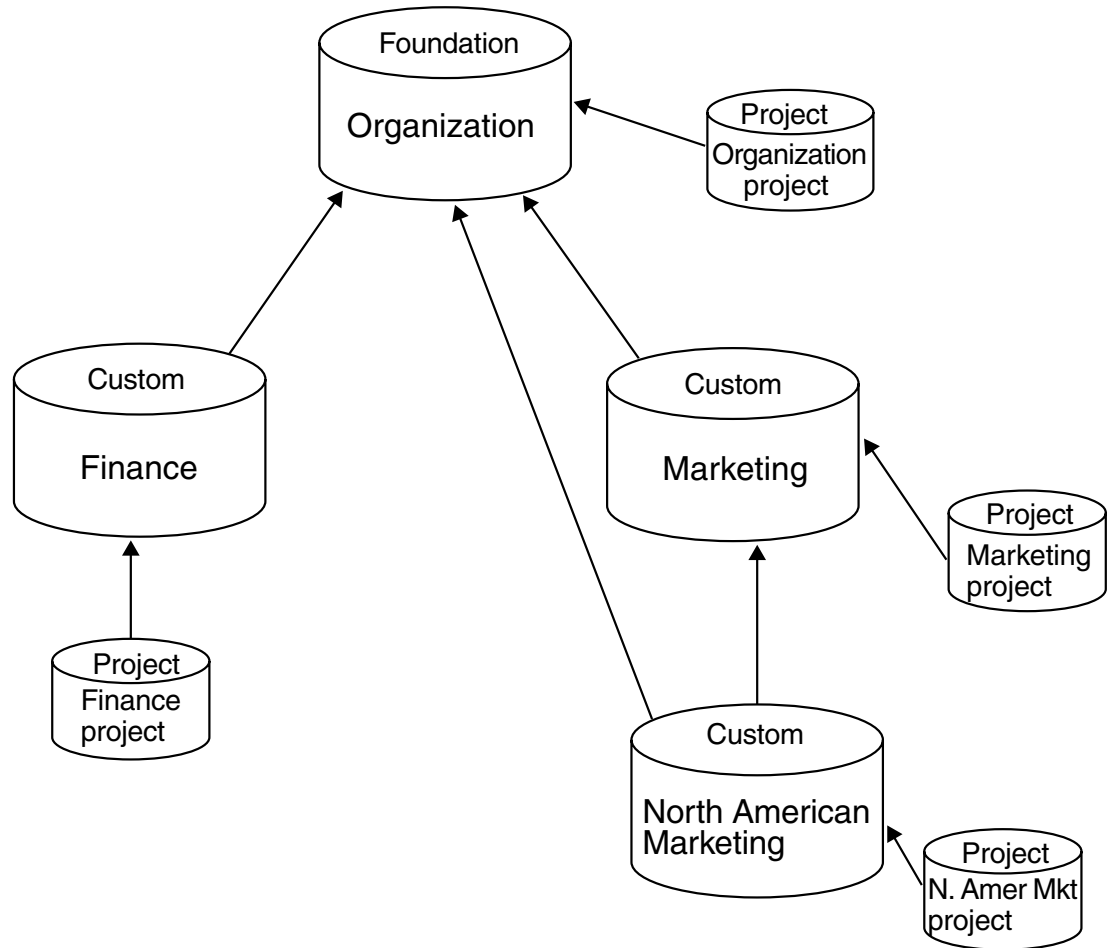 Foundation
Organization
Project
Organization
project
Custom
Finance
Custom
Marketing
Project
Marketing
project
Project
Finance
project
Custom
North American
Marketing
Project
N. Amer Mkt
project